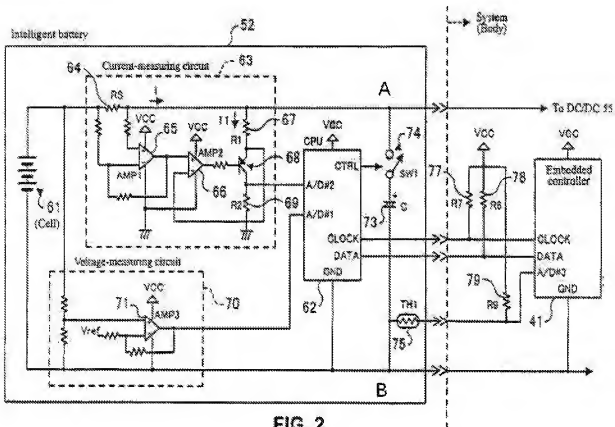 System
(Body)
Intelligent battery
52
Current-measuring circuit
63
64
RS
I
A
To DC/DC 55
VCC
65
AMP1
VCC
AMP2
66
I1
R1
67
68
R2
69
CPU
VCC
CTRL
A/D#2
A/D#1
CLOCK
DATA
GND
62
74
SW1
73
C
VCC
77
78
R7
R8
79
R9
VCC
Embedded
controller
CLOCK
DATA
A/D#3
GND
41
61
(Cell)
Voltage-measuring circuit
70
71
VCC
AMP3
Vref
TH1
75
B
FIG. 2